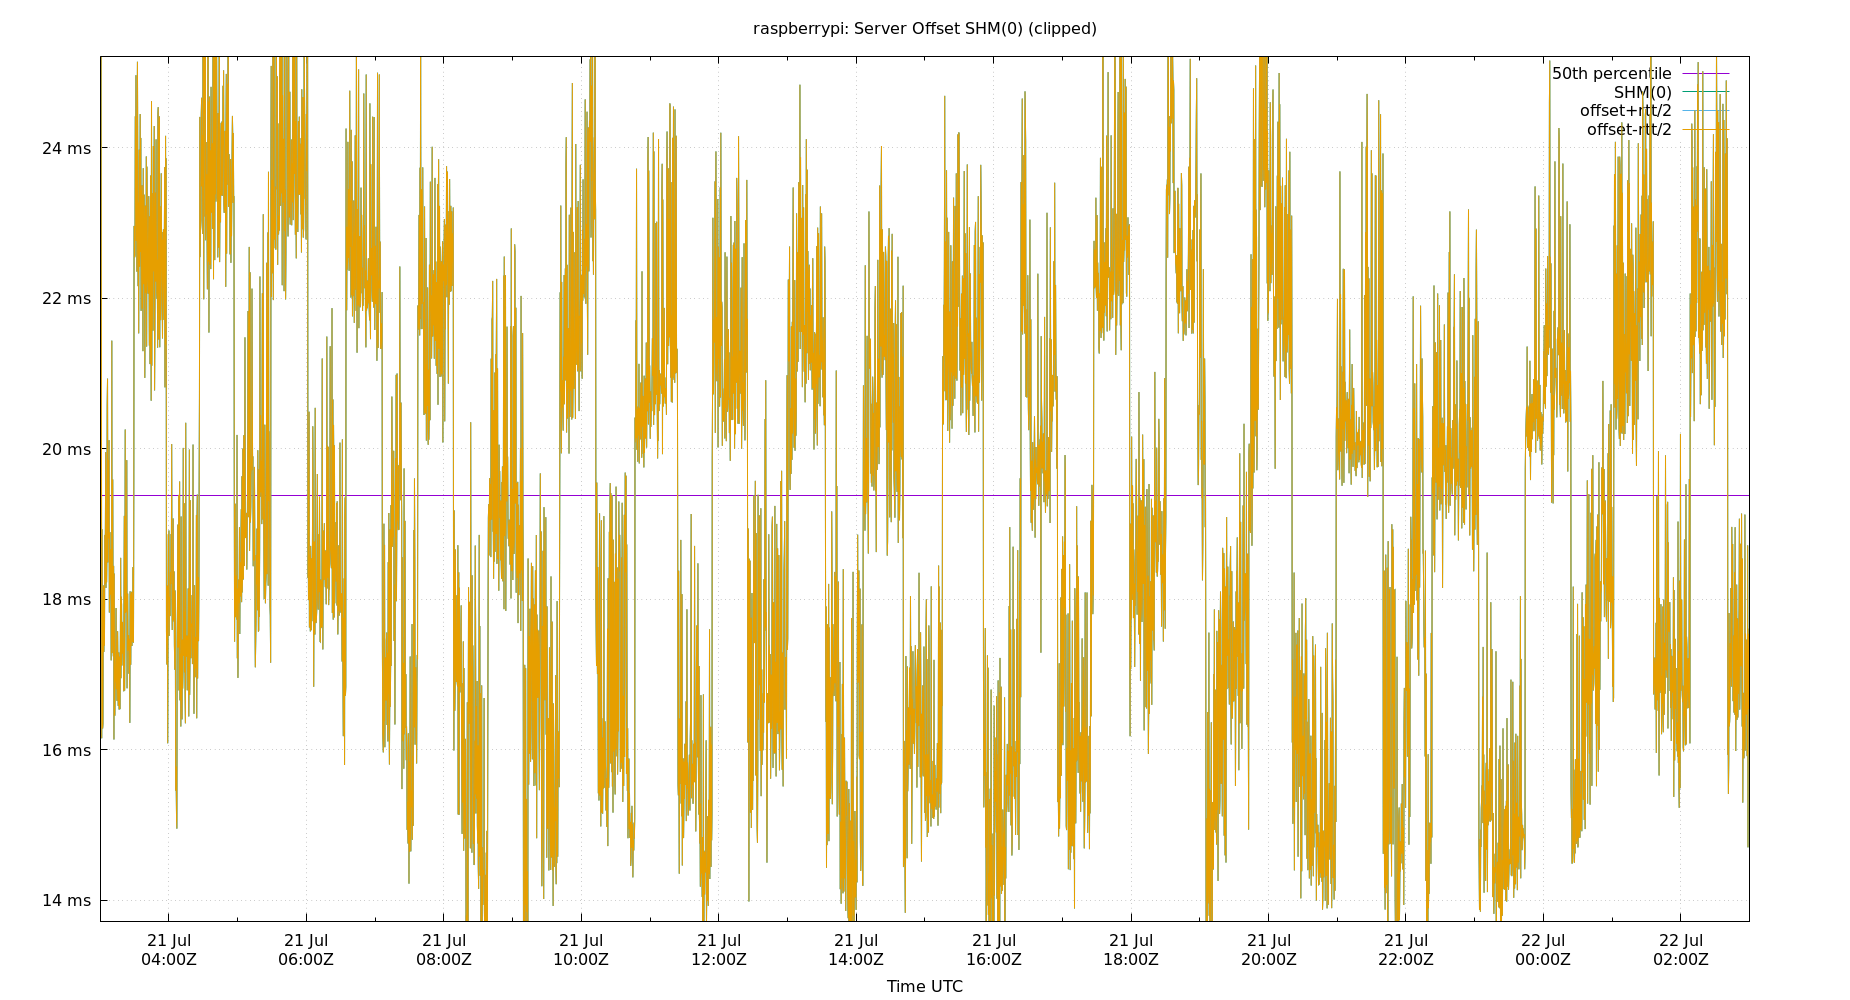 raspberrypi: Server Offset SHM(0) (clipped)
50th percentile
SHM(0)
offset+rtt/2
offset-rtt/2
24 ms
22 ms
20 ms
18 ms
16 ms
14 ms
21 Jul 21 Jul 21 Jul 21 Jul 21 Jul 21 Jul 21 Jul 21 Jul 21 Jul 21 Jul 22 Jul 22 Jul
04:00Z 06:00Z 08:00Z 10:00Z 12:00Z 14:00Z 16:00Z 18:00Z 20:00Z 22:00Z 00:00Z 02:00Z
Time UTC